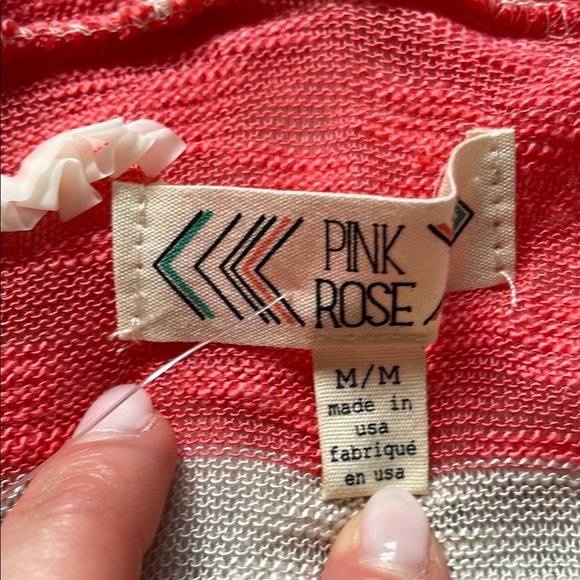 PINK
ROSE
M/M
made in
usa
fabriqué
en usa